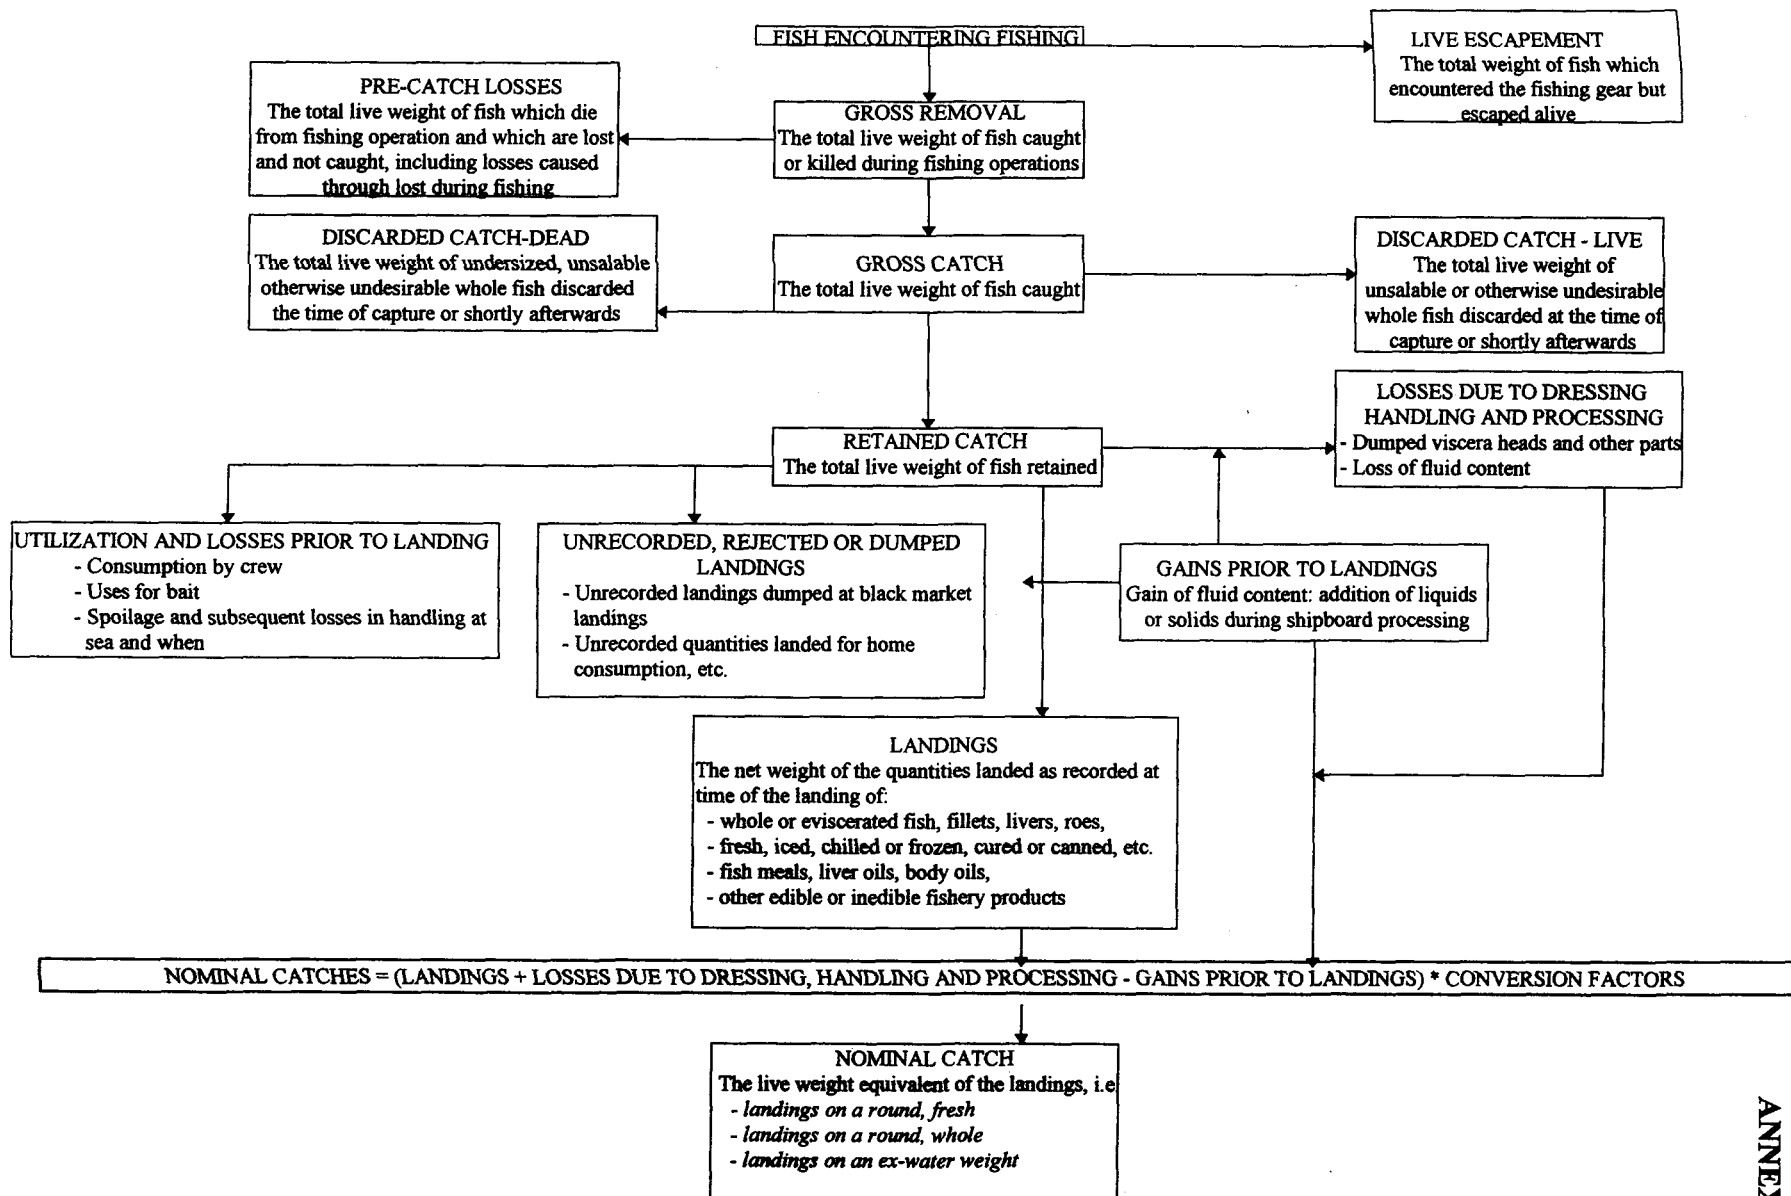 FISH ENCOUNTERING FISHING
LIVE ESCAPEMENT
The total weight of fish which
encountered the fishing gear but
escaped alive
PRE-CATCH LOSSES
The total live weight of fish which die
from fishing operation and which are lost
and not caught, including losses caused
through lost during fishing
GROSS REMOVAL
The total live weight of fish caught
or killed during fishing operations
DISCARDED CATCH-DEAD
The total live weight of undersized, unsalable
otherwise undesirable whole fish discarded
the time of capture or shortly afterwards
GROSS CATCH
The total live weight of fish caught
DISCARDED CATCH - LIVE
The total live weight of
unsalable or otherwise undesirable
whole fish discarded at the time of
capture or shortly afterwards
LOSSES DUE TO DRESSING
HANDLING AND PROCESSING
- Dumped viscera heads and other parts
- Loss of fluid content
RETAINED CATCH
The total live weight of fish retained
UTILIZATION AND LOSSES PRIOR TO LANDING
- Consumption by crew
- Uses for bait
- Spoilage and subsequent losses in handling at
sea and when
UNRECORDED, REJECTED OR DUMPED
LANDINGS
- Unrecorded landings dumped at black market
landings
- Unrecorded quantities landed for home
consumption, etc.
GAINS PRIOR TO LANDINGS
Gain of fluid content: addition of liquids
or solids during shipboard processing
LANDINGS
The net weight of the quantities landed as recorded at
time of the landing of:
- whole or eviscerated fish, fillets, livers, roes,
- fresh, iced, chilled or frozen, cured or canned, etc.
- fish meals, liver oils, body oils,
- other edible or inedible fishery products
NOMINAL CATCHES = (LANDINGS + LOSSES DUE TO DRESSING, HANDLING AND PROCESSING - GAINS PRIOR TO LANDINGS) * CONVERSION FACTORS
NOMINAL CATCH
The live weight equivalent of the landings, i.e
- landings on a round, fresh
- landings on a round, whole
- landings on an ex-water weight
ANNEX